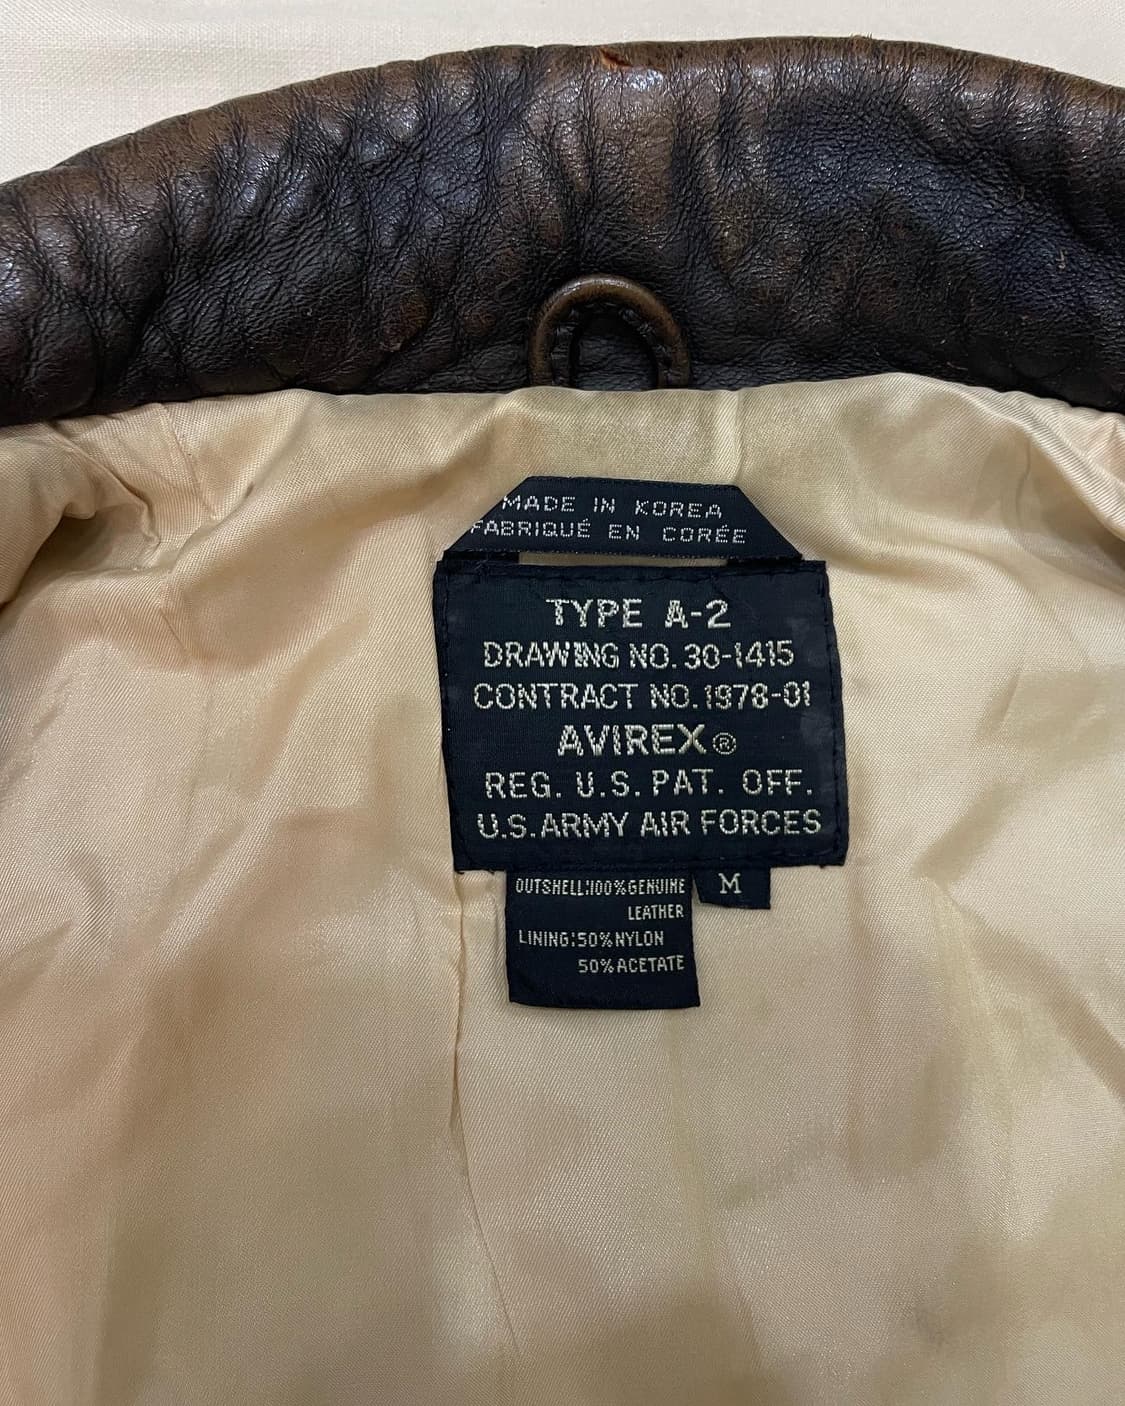 MADE IN KOREA
FABRIQUÉ EN CORÉE
TYPE A-2
DRAWING NO. 30-1415
CONTRACT NO. 1978-01
AVIREX®
REG. U.S. PAT. OFF.
U.S. ARMY AIR FORCES
OUTSHELL:100%GENUINE
LEATHER
M
LINING:50%NYLON
50%ACETATE